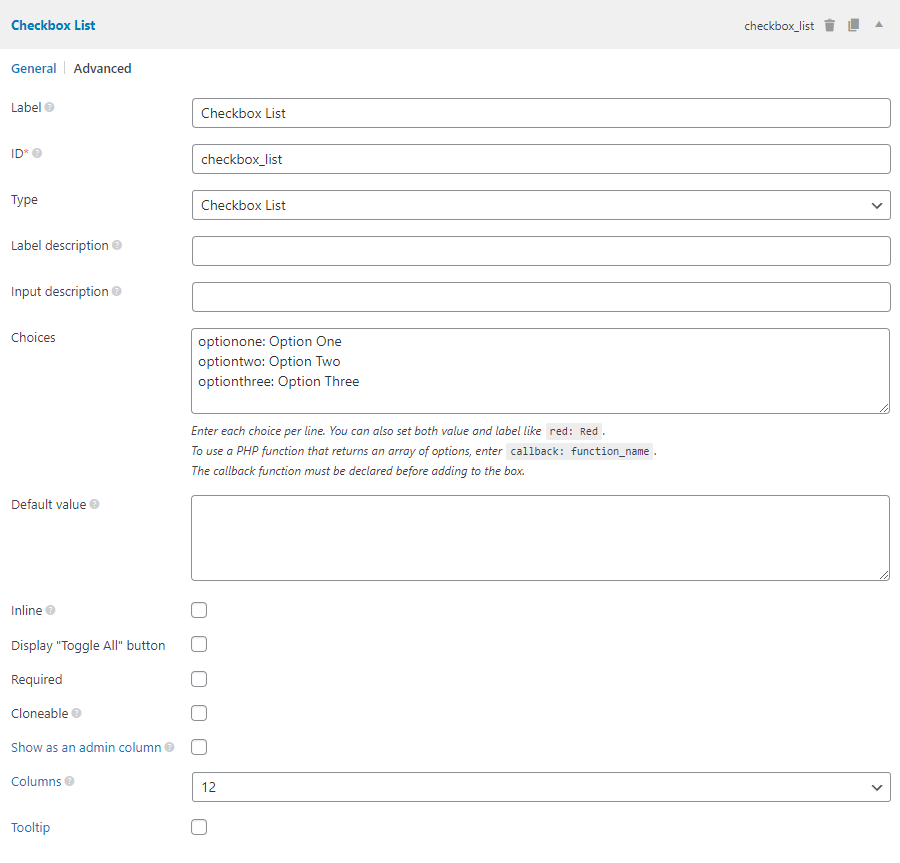 Checkbox List
checkbox_list
General
Advanced
Label
Checkbox List
ID*
checkbox_list
Type
Checkbox List
Label description
Input description
Choices
optionone: Option One
optiontwo: Option Two
optionthree: Option Three
Enter each choice per line. You can also set both value and label like red: Red.
To use a PHP function that returns an array of options, enter callback: function_name.
The callback function must be declared before adding to the box.
Default value
Inline
Display "Toggle All" button
Required
Cloneable
Show as an admin column
Columns
12
Tooltip